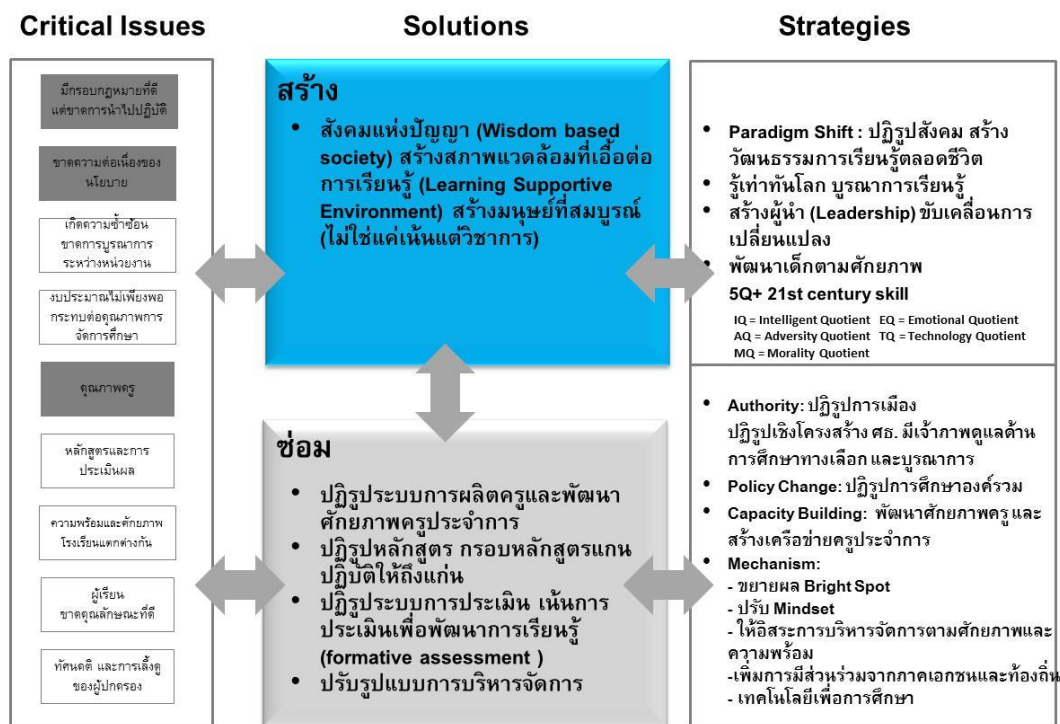 Critical Issues
Solutions
Strategies
มีกรอบกฎหมายที่ดี
แต่ขาดการนำไปปฏิบัติ
ขาดความต่อเนื่องของ
นโยบาย
เกิดความซ้ำซ้อน
ขาดการบูรณาการ
ระหว่างหน่วยงาน
งบประมาณไม่เพียงพอ
กระทบต่อคุณภาพการ
จัดการศึกษา
คุณภาพครู
หลักสูตรและการ
ประเมินผล
ความพร้อมและศักยภาพ
โรงเรียนแตกต่างกัน
ผู้เรียน
ขาดคุณลักษณะที่ดี
ทัศนคติ และการเลี้ยงดู
ของผู้ปกครอง
สร้าง
• สังคมแห่งปัญญา (Wisdom based
society) สร้างสภาพแวดล้อมที่เอื้อต่อ
การเรียนรู้ (Learning Supportive
Environment) สร้างมนุษย์ที่สมบูรณ์
(ไม่ใช่แค่เน้นแต่วิชาการ)
ซ่อม
• ปฏิรูประบบการผลิตครูและพัฒนา
ศักยภาพครูประจำการ
• ปฏิรูปหลักสูตร กรอบหลักสูตรแกน
ปฏิบัติให้ถึงแก่น
• ปฏิรูประบบการประเมิน เน้นการ
ประเมินเพื่อพัฒนาการเรียนรู้
(formative assessment )
• ปรับรูปแบบการบริหารจัดการ
• Paradigm Shift : ปฏิรูปสังคม สร้าง
วัฒนธรรมการเรียนรู้ตลอดชีวิต
• รู้เท่าทันโลก บูรณาการเรียนรู้
• สร้างผู้นำ (Leadership) ขับเคลื่อนการ
เปลี่ยนแปลง
• พัฒนาเด็กตามศักยภาพ
5Q+ 21st century skill
IQ = Intelligent Quotient EQ = Emotional Quotient
AQ = Adversity Quotient TQ = Technology Quotient
MQ = Morality Quotient
• Authority: ปฏิรูปการเมือง
ปฏิรูปเชิงโครงสร้าง ศธ. มีเจ้าภาพดูแลด้าน
การศึกษาทางเลือก และบูรณาการ
• Policy Change: ปฏิรูปการศึกษาองค์รวม
• Capacity Building: พัฒนาศักยภาพครู และ
สร้างเครือข่ายครูประจำการ
• Mechanism:
- ขยายผล Bright Spot
- ปรับ Mindset
- ให้อิสระการบริหารจัดการตามศักยภาพและ
ความพร้อม
-เพิ่มการมีส่วนร่วมจากภาคเอกชนและท้องถิ่น
- เทคโนโลยีเพื่อการศึกษา